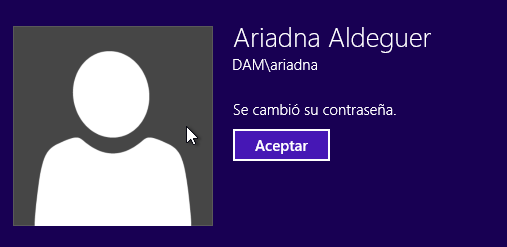 Ariadna Aldeguer
DAM\ariadna
Se cambió su contraseña.
Aceptar